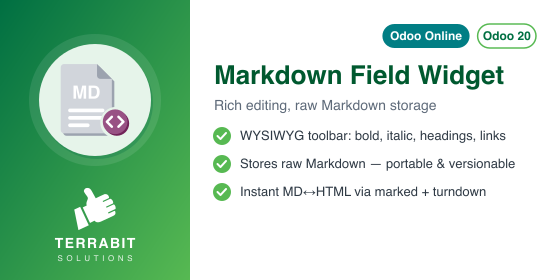 Odoo Online
Odoo 20
MD
Markdown Field Widget
Rich editing, raw Markdown storage
WYSIWYG toolbar: bold, italic, headings, links
Stores raw Markdown — portable & versionable
Instant MD↔HTML via marked + turndown
TERRABIT
SOLUTIONS